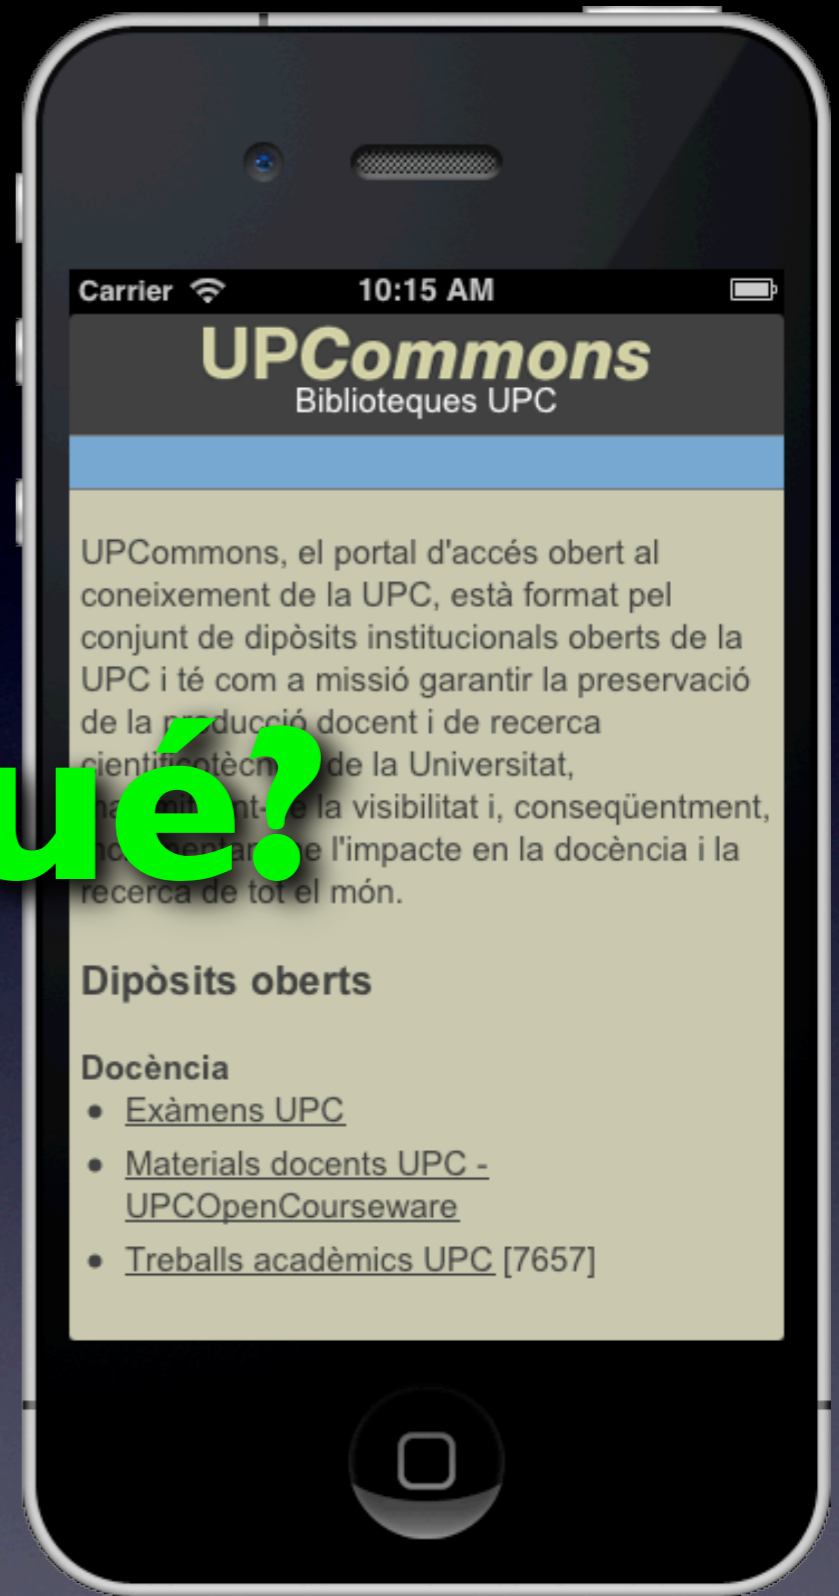 Carrier 10:15 AM
UPCommons
Biblioteques UPC
UPCommons, el portal d'accés obert al
coneixement de la UPC, està format pel
conjunt de dipòsits institucionals oberts de la
UPC i té com a missió garantir la preservació
de la producció docent i de recerca
de la Universitat,
la visibilitat i, conseqüentment,
l'impacte en la docència i la
recerca de tot el món.
ué?
Dipòsits oberts
Docència
• Exàmens UPC
• Materials docents UPC -
UPCOpenCourseware
• Treballs acadèmics UPC [7657]